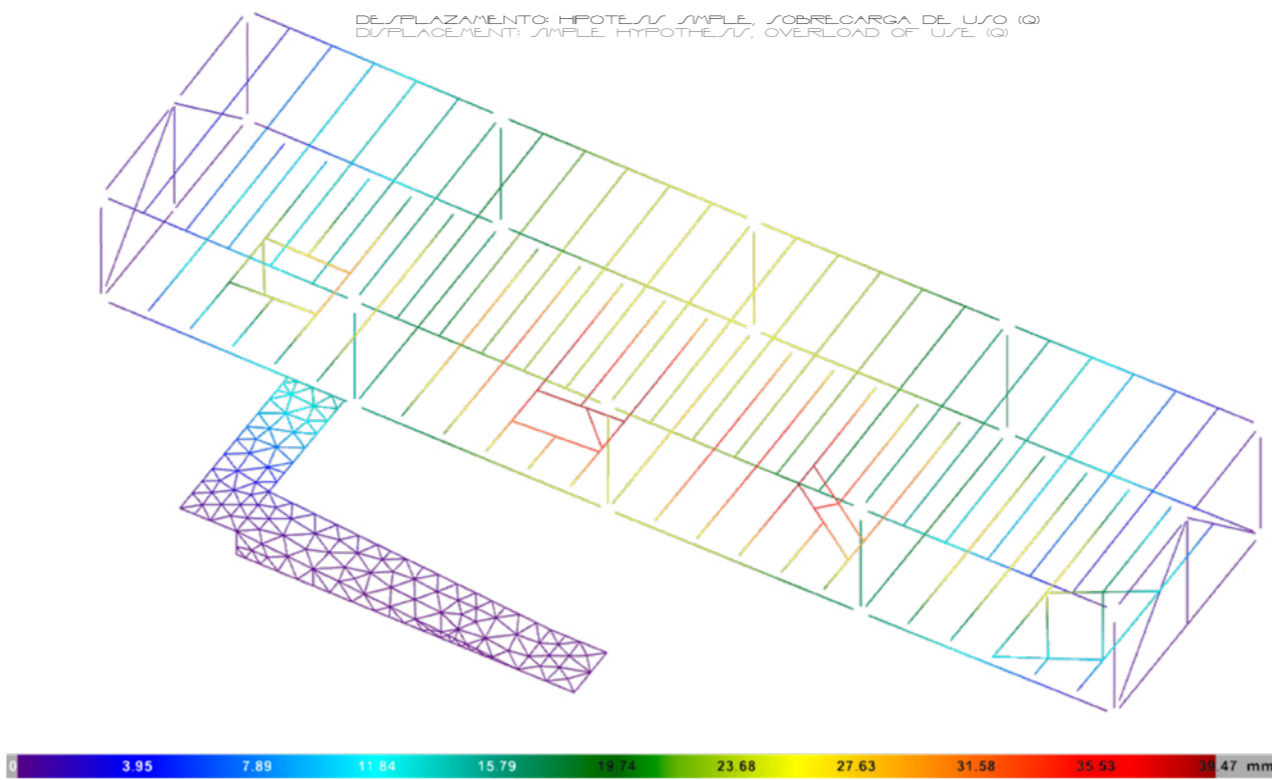 DESPLAZAMENTO: HIPOTESIS SIMPLE, SOBRECARGA DE USO (Q)
DISPLACEMENT: SIMPLE HYPOTHESIS, OVERLOAD OF USE (Q)
0 3.95 7.89 11.84 15.79 19.74 23.68 27.63 31.58 35.53 39.47 mm